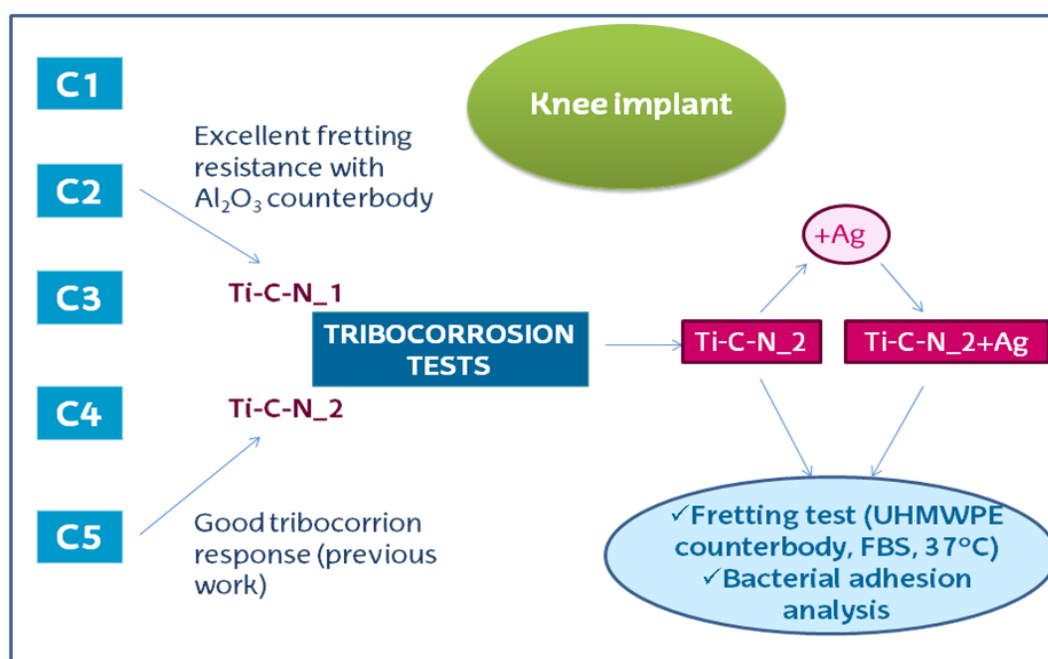 C1
C2
C3
C4
C5
Excellent fretting
resistance with
Al₂O₃ counterbody
Ti-C-N_1
TRIBOCORROSION
TESTS
Ti-C-N_2
Good tribocorrion
response (previous
work)
Knee implant
+Ag
Ti-C-N_2
Ti-C-N_2+Ag
✓Fretting test (UHMWPE
counterbody, FBS, 37ºC)
✓Bacterial adhesion
analysis